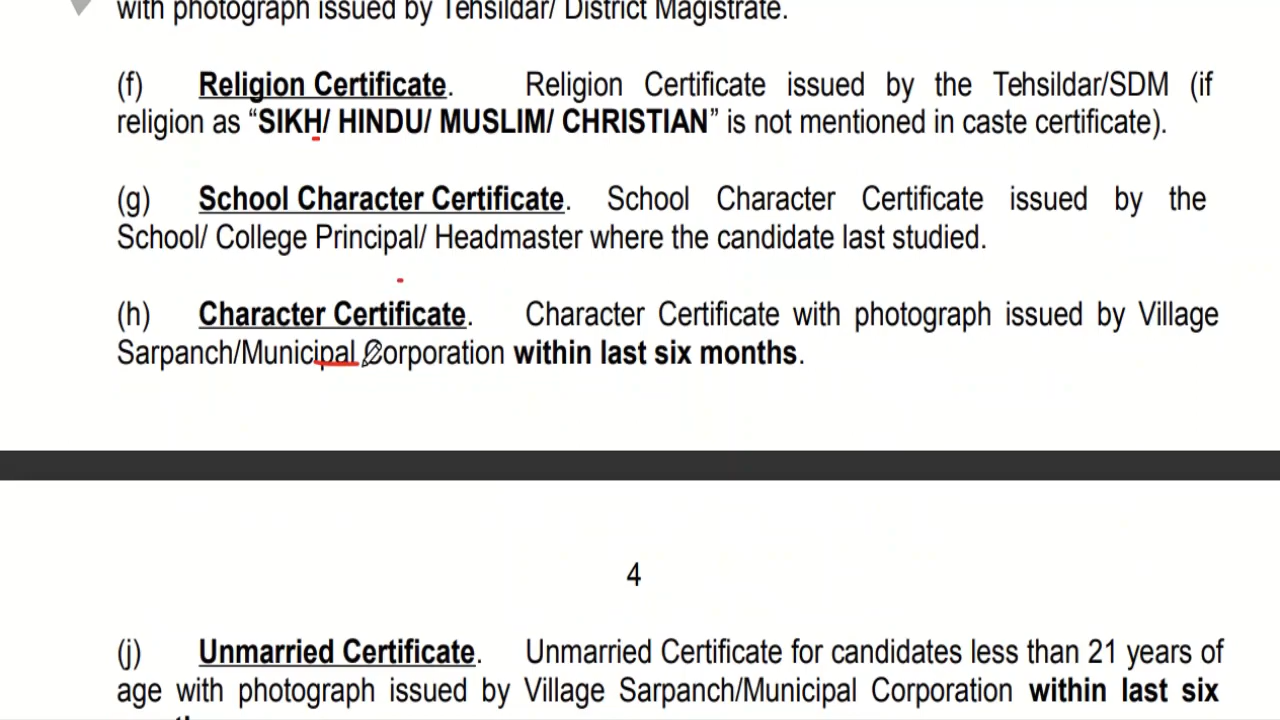 with photograph issued by Tehsildar/ District Magistrate.
(f) Religion Certificate. Religion Certificate issued by the Tehsildar/SDM (if
religion as “SIKH/ HINDU/ MUSLIM/ CHRISTIAN” is not mentioned in caste certificate).
(g) School Character Certificate. School Character Certificate issued by the
School/ College Principal/ Headmaster where the candidate last studied.
(h) Character Certificate. Character Certificate with photograph issued by Village
Sarpanch/Municipal Corporation within last six months.
4
(j) Unmarried Certificate. Unmarried Certificate for candidates less than 21 years of
age with photograph issued by Village Sarpanch/Municipal Corporation within last six